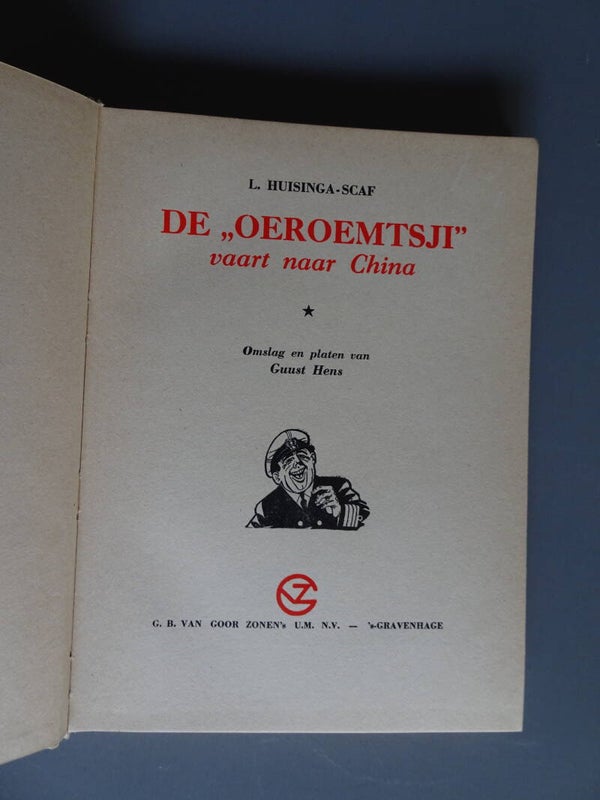 L. HUISINGA-SCAF
DE „OEROEMTSJI”
vaart naar China
Omslag en platen van
Guust Hens
G. B. VAN GOOR ZONEN's U.M. N.V. — 's-GRAVENHAGE